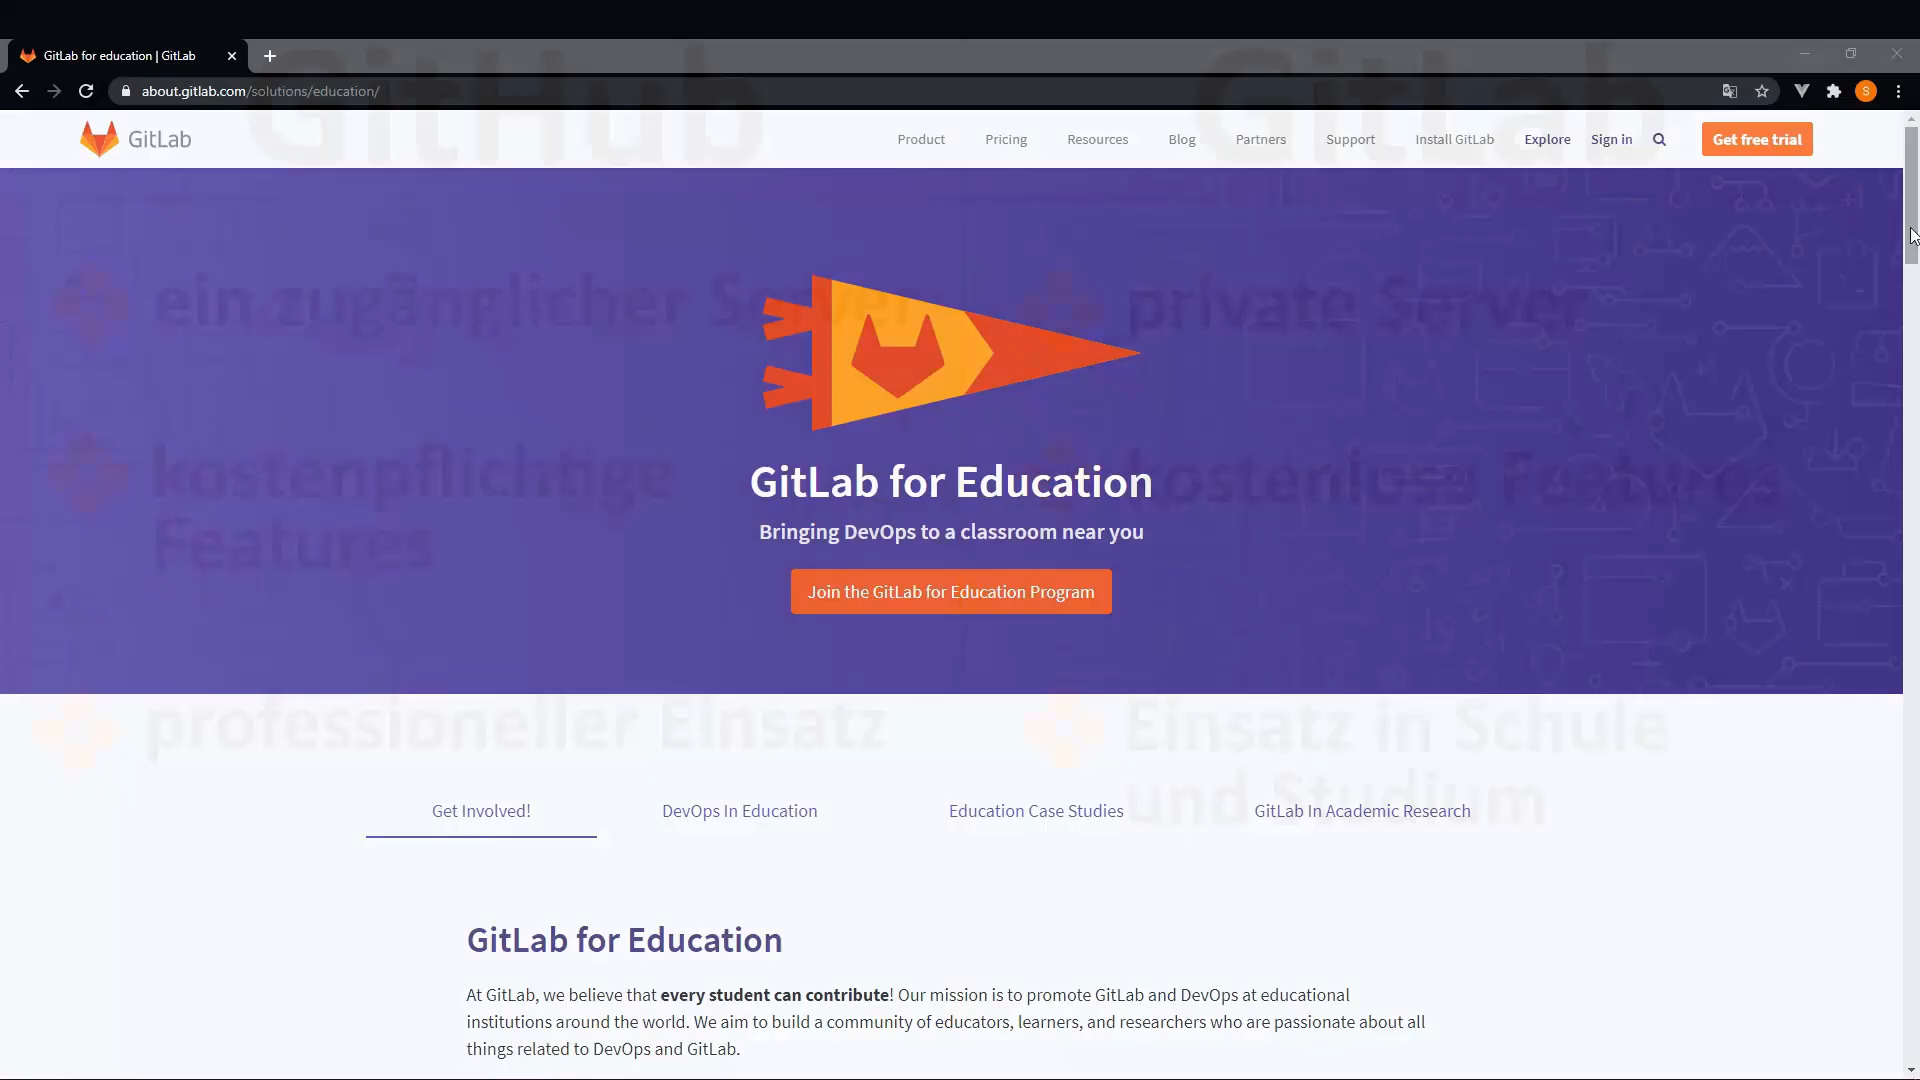 GitLab for education | GitLab
about.gitlab.com/solutions/education/
GitHub
GitLab
GitLab
Product
Pricing
Resources
Blog
Partners
Support
Install GitLab
Explore
Sign in
Get free trial
ein zugänglicher Server
private Server
kostenpflichtige
Features
kostenlose Features
GitLab for Education
Bringing DevOps to a classroom near you
Join the GitLab for Education Program
professioneller Einsatz
Einsatz in Schule
und Studium
Get Involved!
DevOps In Education
Education Case Studies
GitLab In Academic Research
GitLab for Education
At GitLab, we believe that every student can contribute! Our mission is to promote GitLab and DevOps at educational
institutions around the world. We aim to build a community of educators, learners, and researchers who are passionate about all
things related to DevOps and GitLab.
S